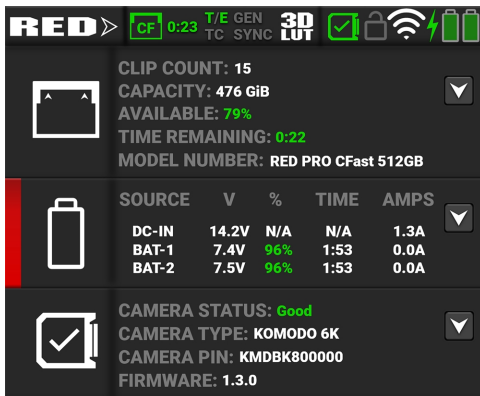 RED CF 0:23 T/E GEN 3D
TC SYNC LUT
CLIP COUNT: 15
CAPACITY: 476 GiB
AVAILABLE: 79%
TIME REMAINING: 0:22
MODEL NUMBER: RED PRO CFast 512GB
SOURCE V % TIME AMPS
DC-IN 14.2V N/A N/A 1.3A
BAT-1 7.4V 96% 1:53 0.0A
BAT-2 7.5V 96% 1:53 0.0A
CAMERA STATUS: Good
CAMERA TYPE: KOMODO 6K
CAMERA PIN: KMDBK800000
FIRMWARE: 1.3.0